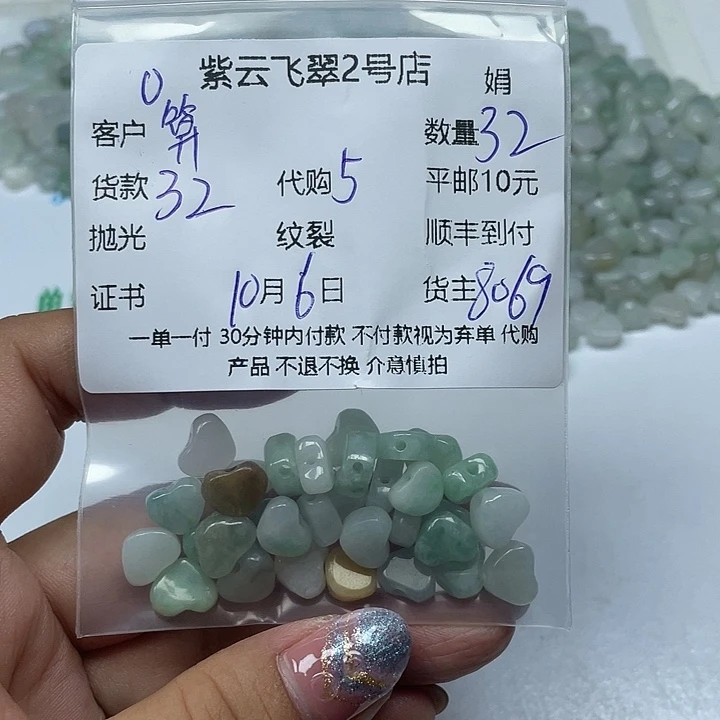 紫云飞翠2号店 娟
客户 0算 数量32
货款32 代购5 平邮10元
抛光 纹裂 顺丰到付
证书 10月6日 货主8069
一单一付 30分钟内付款 不付款视为弃单 代购
产品 不退不换 介意慎拍